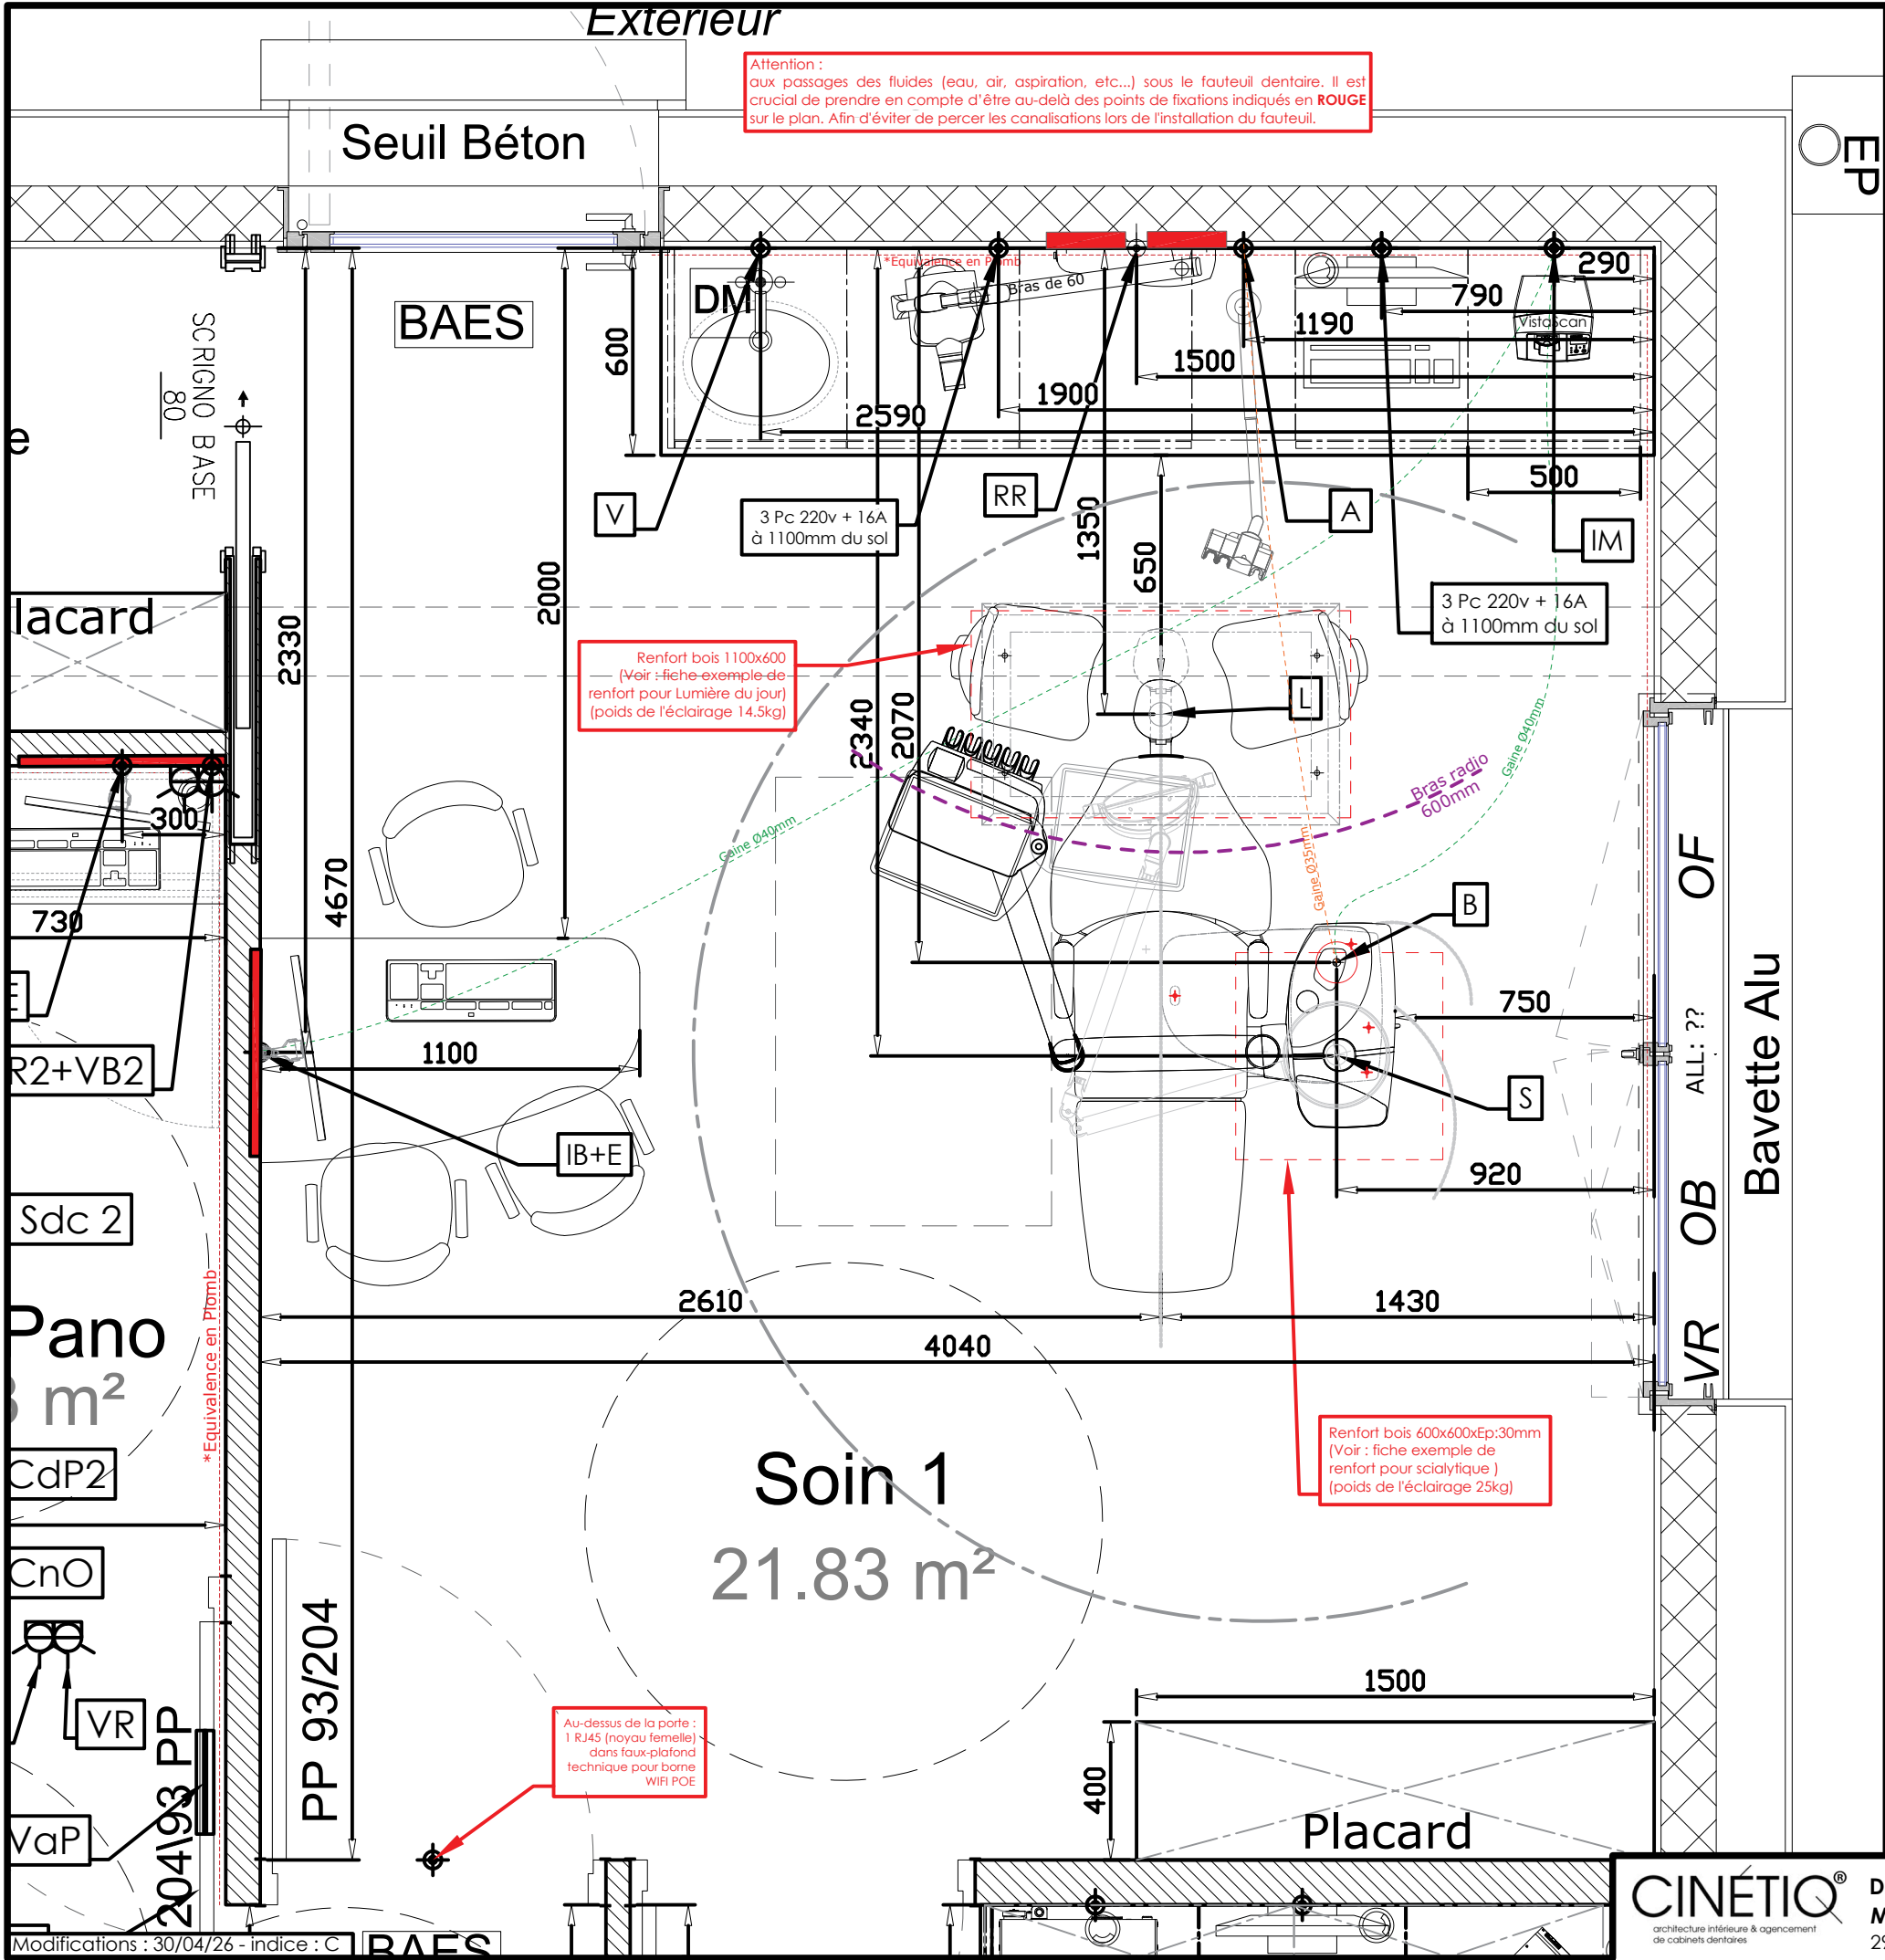 Extérieur
Attention :
aux passages des fluides (eau, air, aspiration, etc...) sous le fauteuil dentaire. Il est
crucial de prendre en compte d'être au-delà des points de fixations indiqués en ROUGE
sur le plan. Afin d'éviter de percer les canalisations lors de l'installation du fauteuil.
Seuil Béton
EP
BAES
DM
*Equivalence en Plomb
Bras de 60
VistaScan
290
790
1190
1500
1900
2590
600
500
SCRIGNO BASE
80
e
V
3 Pc 220v + 16A
à 1100mm du sol
RR
A
IM
3 Pc 220v + 16A
à 1100mm du sol
1350
650
2000
2330
4670
2340
2070
lacard
Renfort bois 1100x600
(Voir : fiche exemple de
renfort pour Lumière du jour)
(poids de l'éclairage 14.5kg)
L
Bras radio
600mm
Gaine Ø40mm
Gaine Ø40mm
Gaine Ø35mm
300
730
E
R2+VB2
B
750
1100
S
IB+E
920
OF
ALL: ??
OB
VR
Bavette Alu
Sdc 2
*Equivalence en Plomb
Pano
m²
2610
1430
4040
CdP2
Soin 1
21.83 m²
Renfort bois 600x600xEp:30mm
(Voir : fiche exemple de
renfort pour scialytique )
(poids de l'éclairage 25kg)
CnO
VR
VaP
204\93 PP
PP 93/204
Au-dessus de la porte :
1 RJ45 (noyau femelle)
dans faux-plafond
technique pour borne
WIFI POE
1500
400
Placard
Modifications : 30/04/26 - indice : C
BAES
CINÉTIQ®
architecture intérieure & agencement
de cabinets dentaires
D
M
29